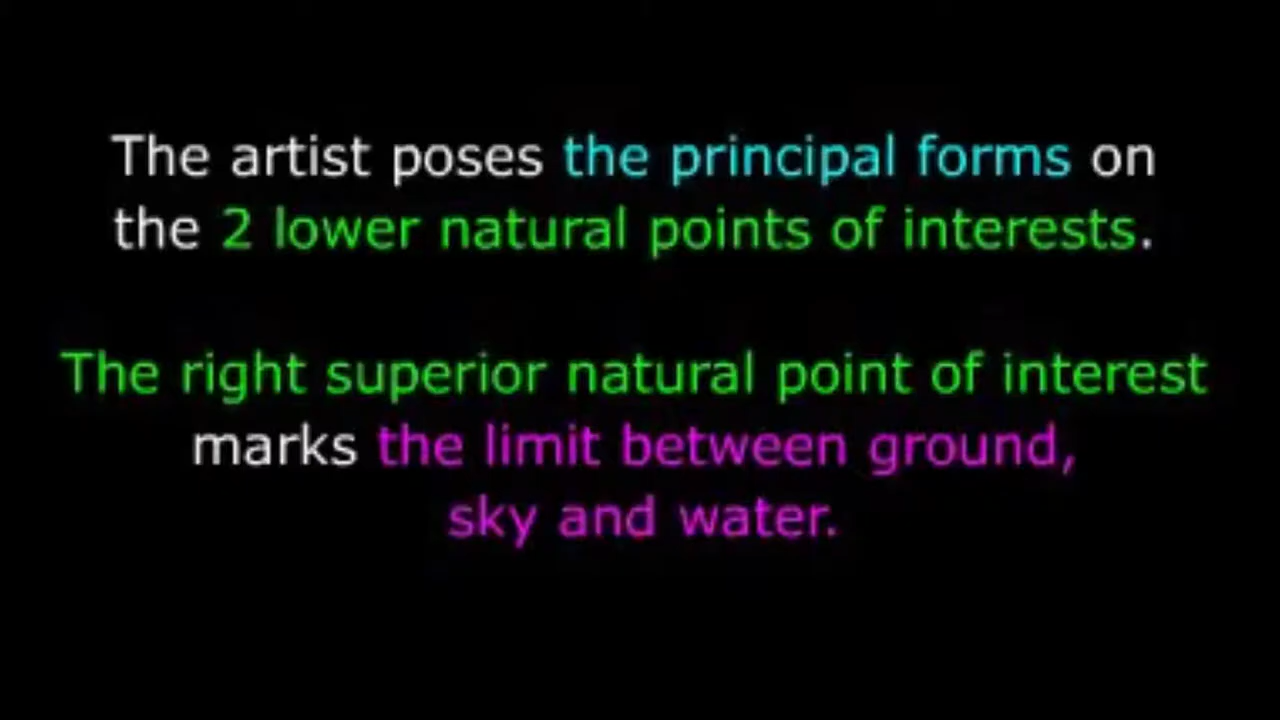 The artist poses the principal forms on
the 2 lower natural points of interests.
The right superior natural point of interest
marks the limit between ground,
sky and water.